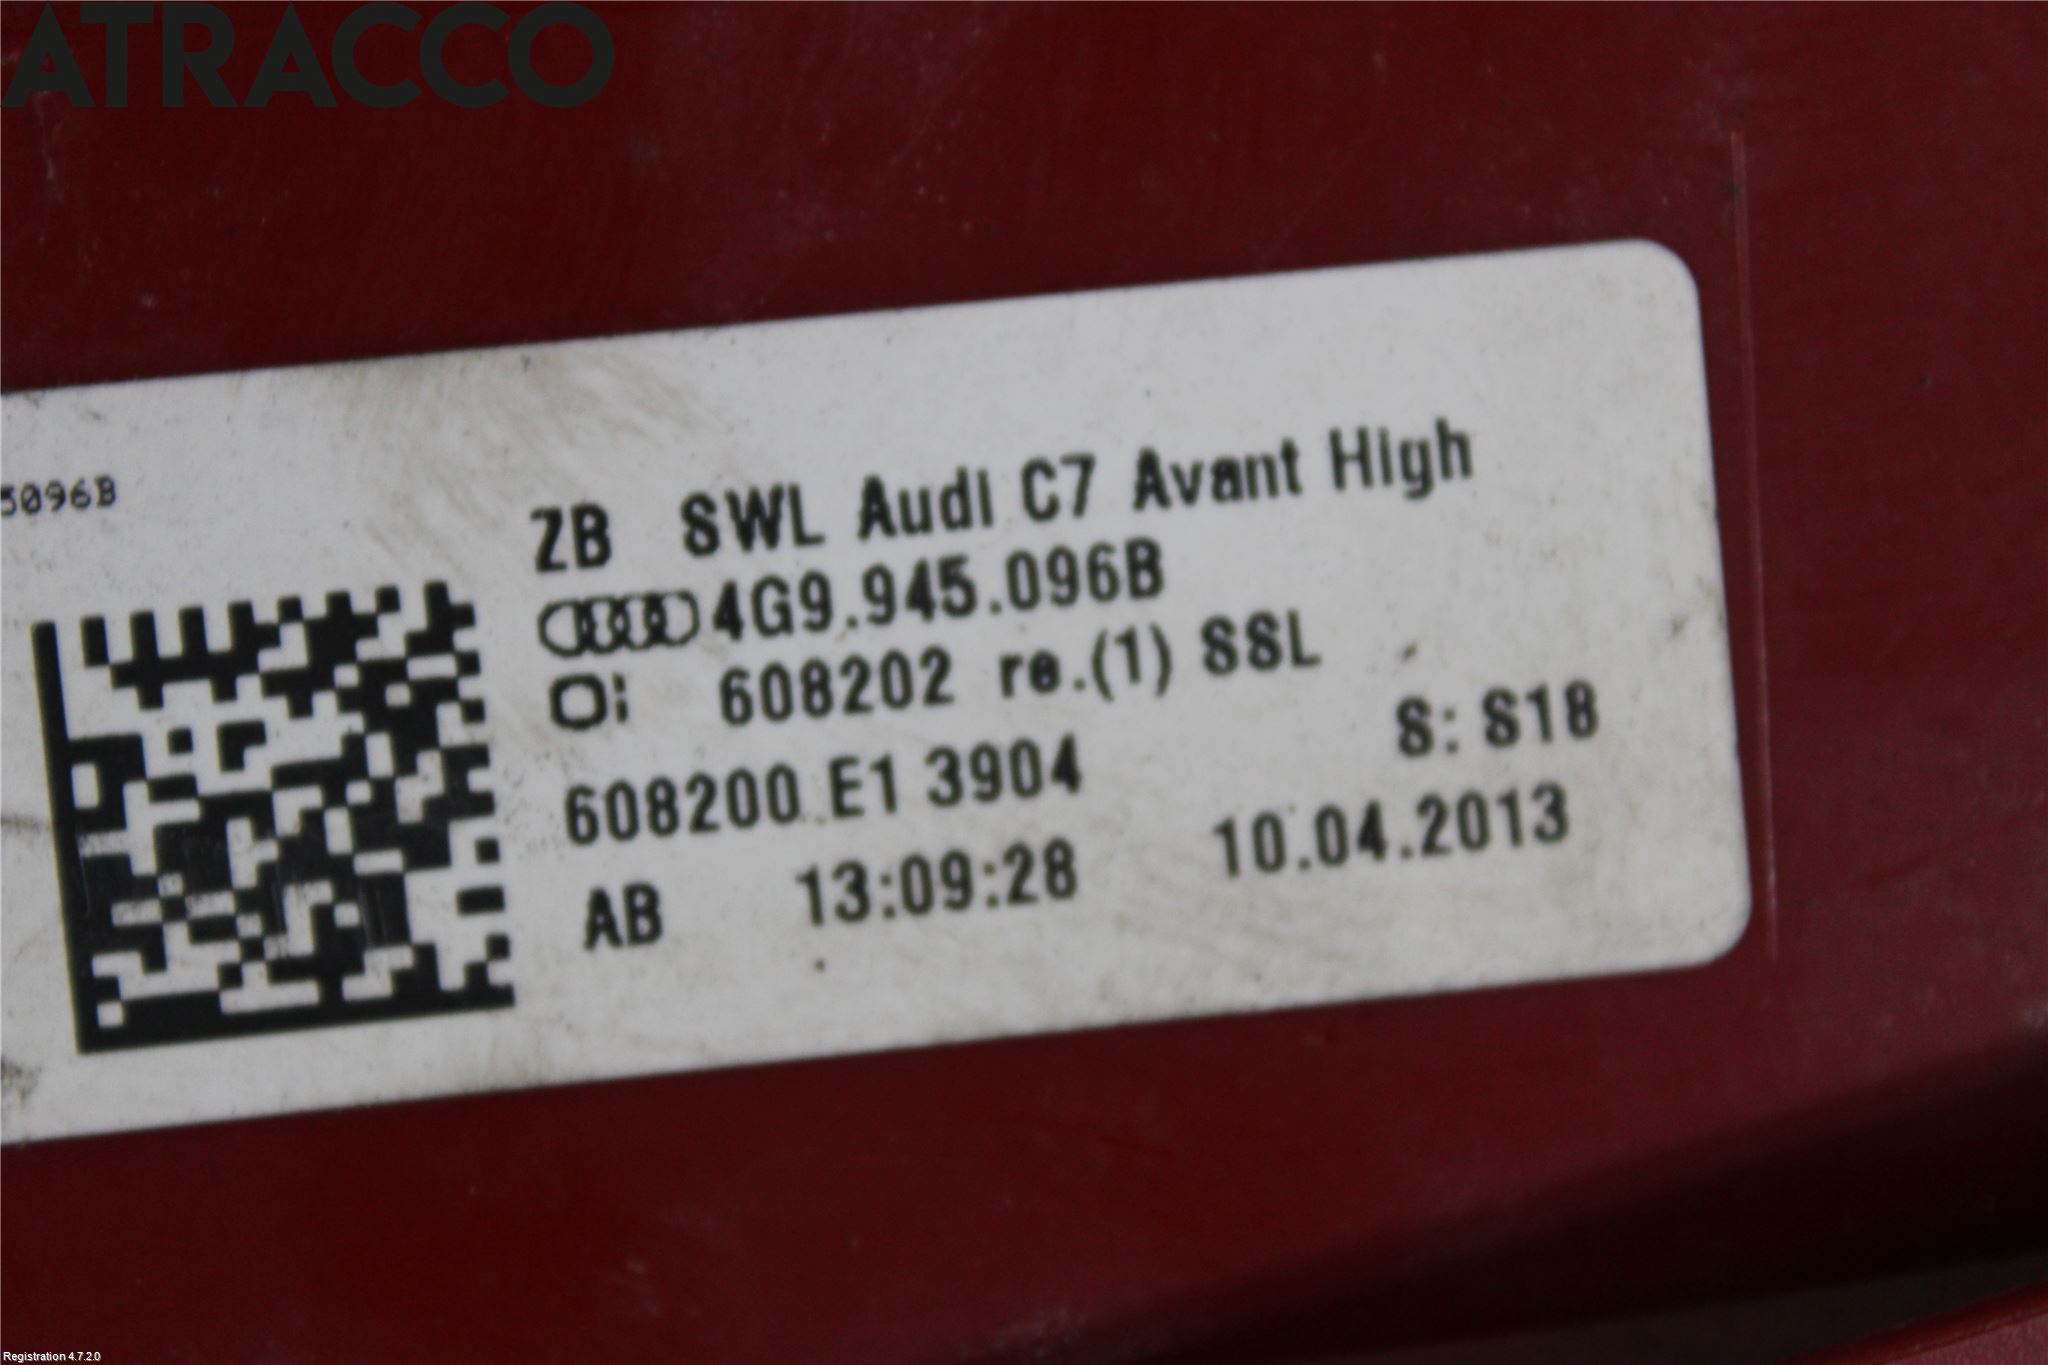 ATRACCO
5096B
ZB SWL Audi C7 Avant High
4G9.945.096B
608202 re.(1) SSL
608200 E1 3904 S: S18
AB 13:09:28 10.04.2013
Registration 4.7.2.0